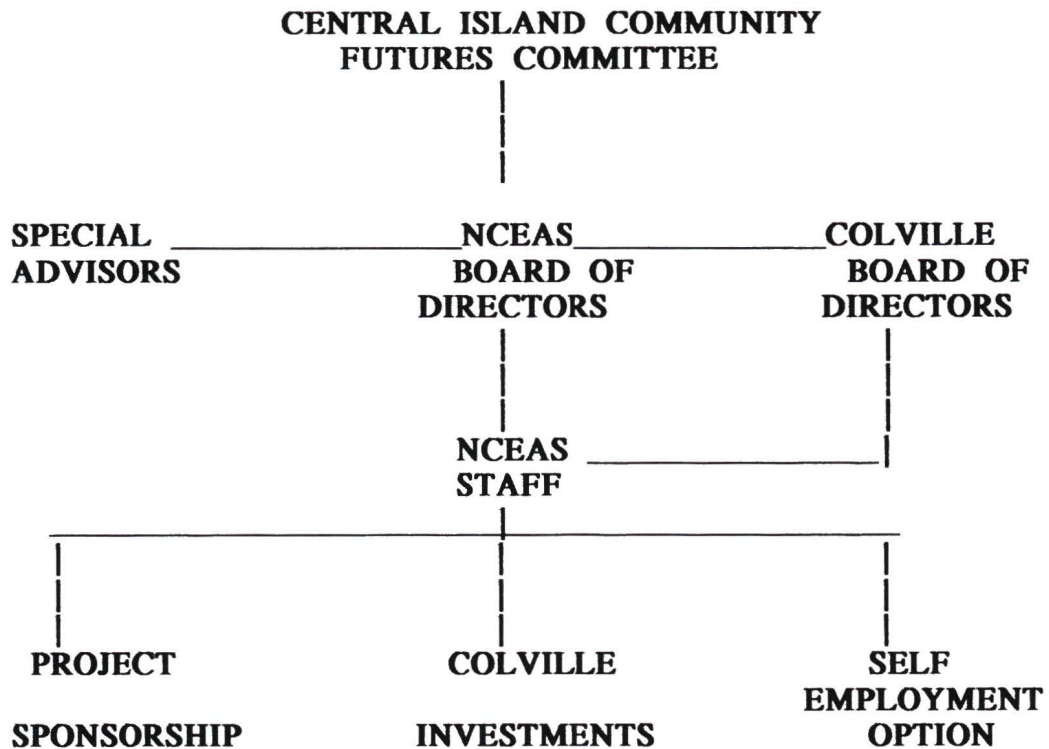 CENTRAL ISLAND COMMUNITY
FUTURES COMMITTEE
SPECIAL
ADVISORS
NCEAS
BOARD OF
DIRECTORS
COLVILLE
BOARD OF
DIRECTORS
NCEAS
STAFF
PROJECT
SPONSORSHIP
COLVILLE
INVESTMENTS
SELF
EMPLOYMENT
OPTION